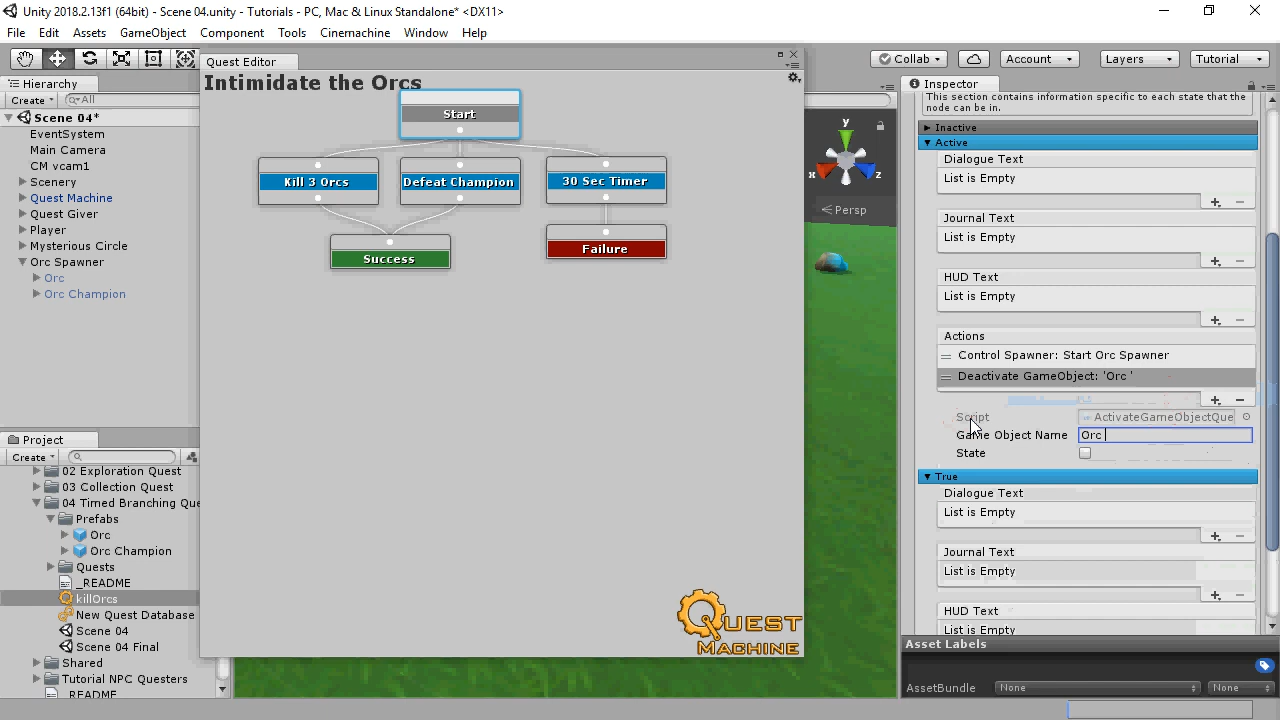 Unity 2018.2.13f1 (64bit) - Scene 04.unity - Tutorials - PC, Mac & Linux Standalone* <DX11>
File Edit Assets GameObject Component Tools Cinemachine Window Help
Collab Account Layers Tutorial
Hierarchy
Create All
Scene 04*
EventSystem
Main Camera
CM vcam1
Scenery
Quest Machine
Quest Giver
Player
Mysterious Circle
Orc Spawner
Orc
Orc Champion
Project
Create
02 Exploration Quest
03 Collection Quest
04 Timed Branching Que
Prefabs
Orc
Orc Champion
Quests
_README
killOrcs
New Quest Database
Scene 04
Scene 04 Final
Shared
Tutorial NPC Questers
_README
Quest Editor
Intimidate the Orcs
Start
Kill 3 Orcs
Defeat Champion
30 Sec Timer
Success
Failure
QUEST
MACHINE
y
x z
Persp
Inspector
This section contains information specific to each state that the
node can be in.
Inactive
Active
Dialogue Text
List is Empty
Journal Text
List is Empty
HUD Text
List is Empty
Actions
Control Spawner: Start Orc Spawner
Deactivate GameObject: 'Orc '
Script ActivateGameObjectQue
Game Object Name Orc
State
True
Dialogue Text
List is Empty
Journal Text
List is Empty
HUD Text
List is Empty
Asset Labels
AssetBundle None None